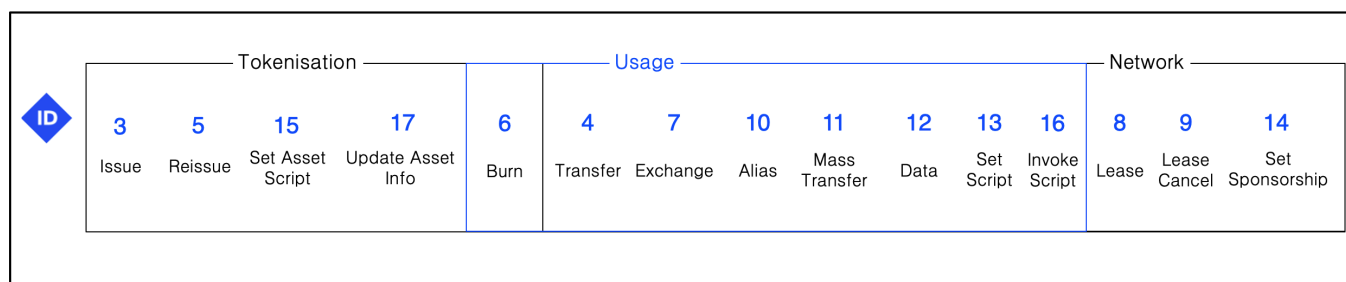 Tokenisation Usage Network
ID
3 5 15 17 6 4 7 10 11 12 13 16 8 9 14
Issue Reissue Set Asset Script Update Asset Info Burn Transfer Exchange Alias Mass Transfer Data Set Script Invoke Script Lease Lease Cancel Set Sponsorship